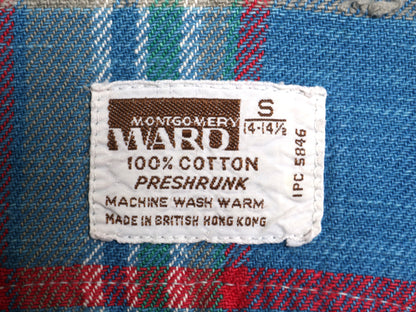 MONTGOMERY
WARD
S
14-14½
100% COTTON
PRESHRUNK
MACHINE WASH WARM
MADE IN BRITISH HONG KONG
IPC 5846